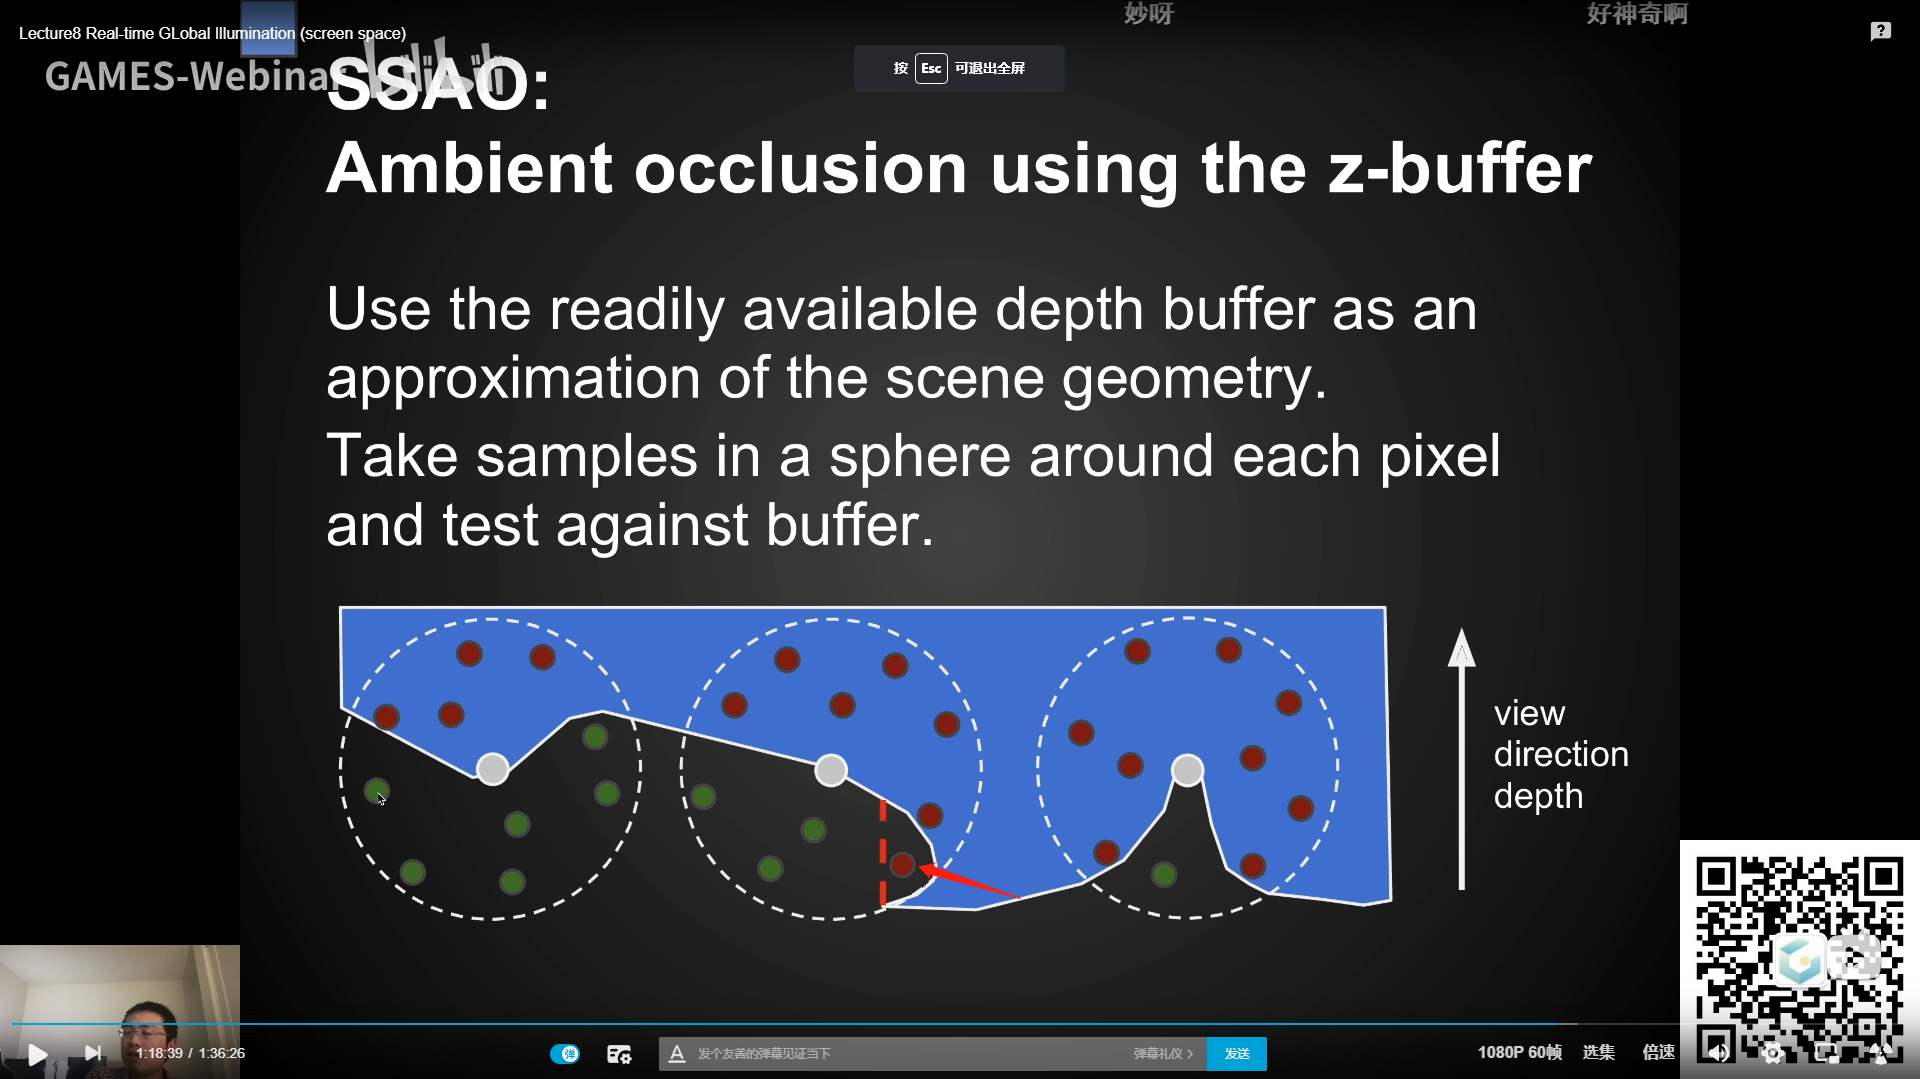 妙呀
好神奇啊
Lecture8 Real-time GLobal Illumination (screen space)
GAMES-Webinar
bilibili
按 Esc 可退出全屏
SSAO:
Ambient occlusion using the z-buffer
Use the readily available depth buffer as an
approximation of the scene geometry.
Take samples in a sphere around each pixel
and test against buffer.
view
direction
depth
1:18:39 / 1:36:26
弹
A 发个友善的弹幕见证当下
弹幕礼仪 >
发送
1080P 60帧
选集
倍速